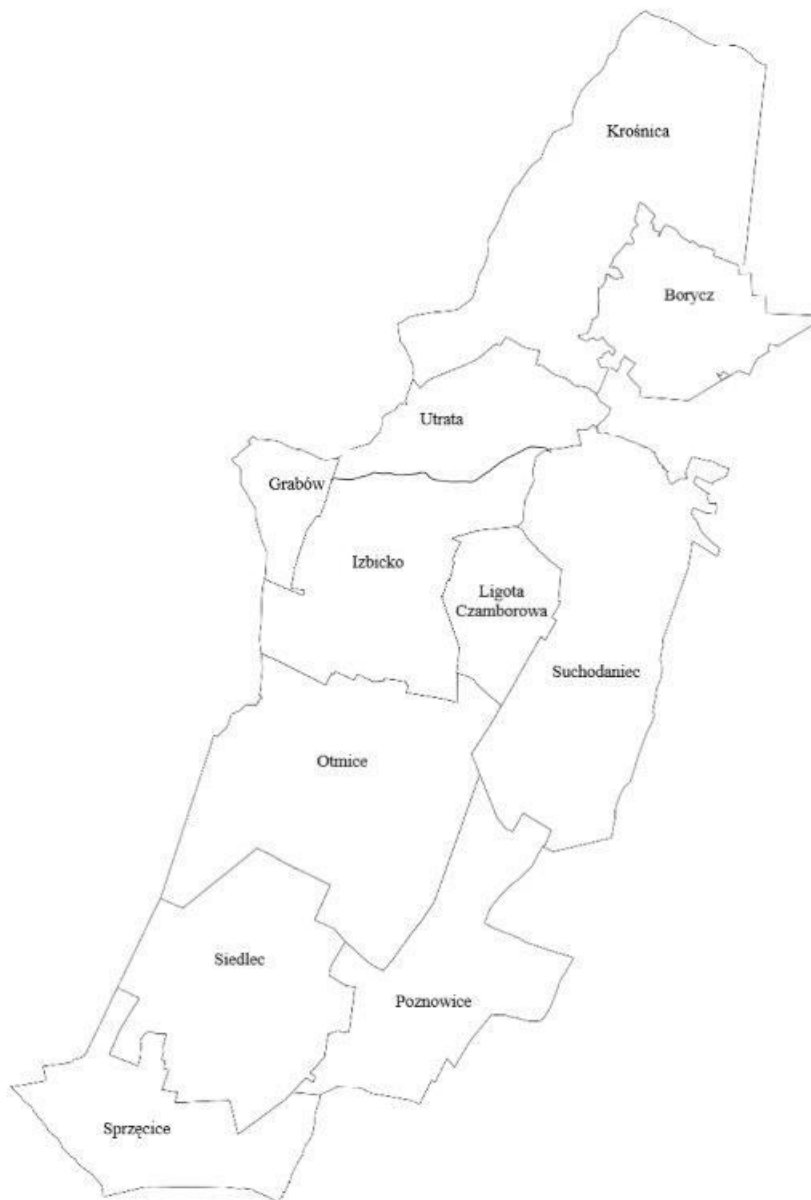 Krośnica
Borycz
Utrata
Grabów
Izbicko
Ligota
Czamborowa
Suchodaniec
Otmice
Siedlec
Poznowice
Sprzęcice